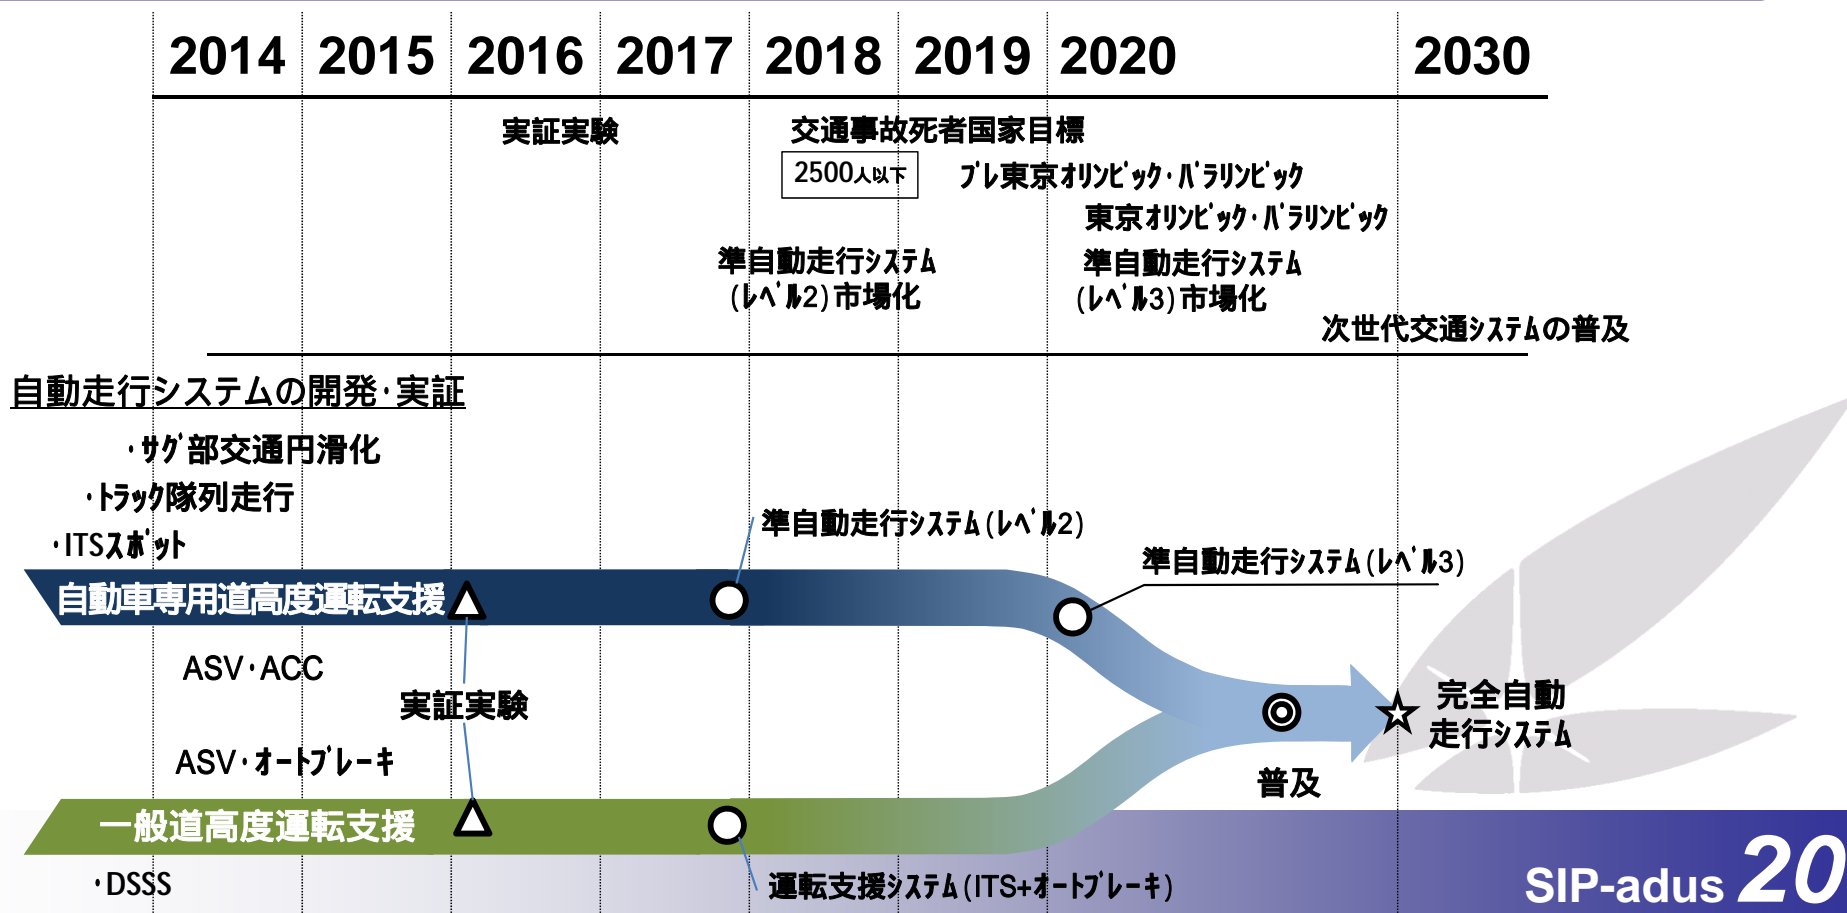 2014 2015 2016 2017 2018 2019 2020 2030
実証実験
交通事故死者国家目標
2500人以下
プレ東京オリンピック・パラリンピック
東京オリンピック・パラリンピック
準自動走行システム
(レベル2)市場化
準自動走行システム
(レベル3)市場化
次世代交通システムの普及
自動走行システムの開発・実証
・サグ部交通円滑化
・トラック隊列走行
・ITSスポット
準自動走行システム(レベル2)
準自動走行システム(レベル3)
自動車専用道高度運転支援
ASV・ACC
実証実験
完全自動
走行システム
ASV・オートブレーキ
普及
一般道高度運転支援
・DSSS
運転支援システム(ITS+オートブレーキ)
SIP-adus 20